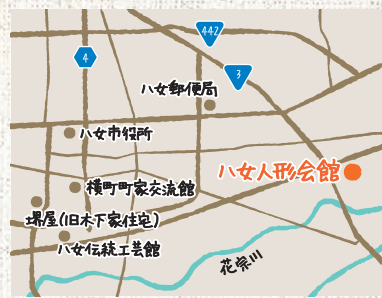 442
4
3
八女郵便局
八女市役所
八女人形会館
横町町家交流館
堺屋(旧木下家住宅)
八女伝統工芸館
花宗川